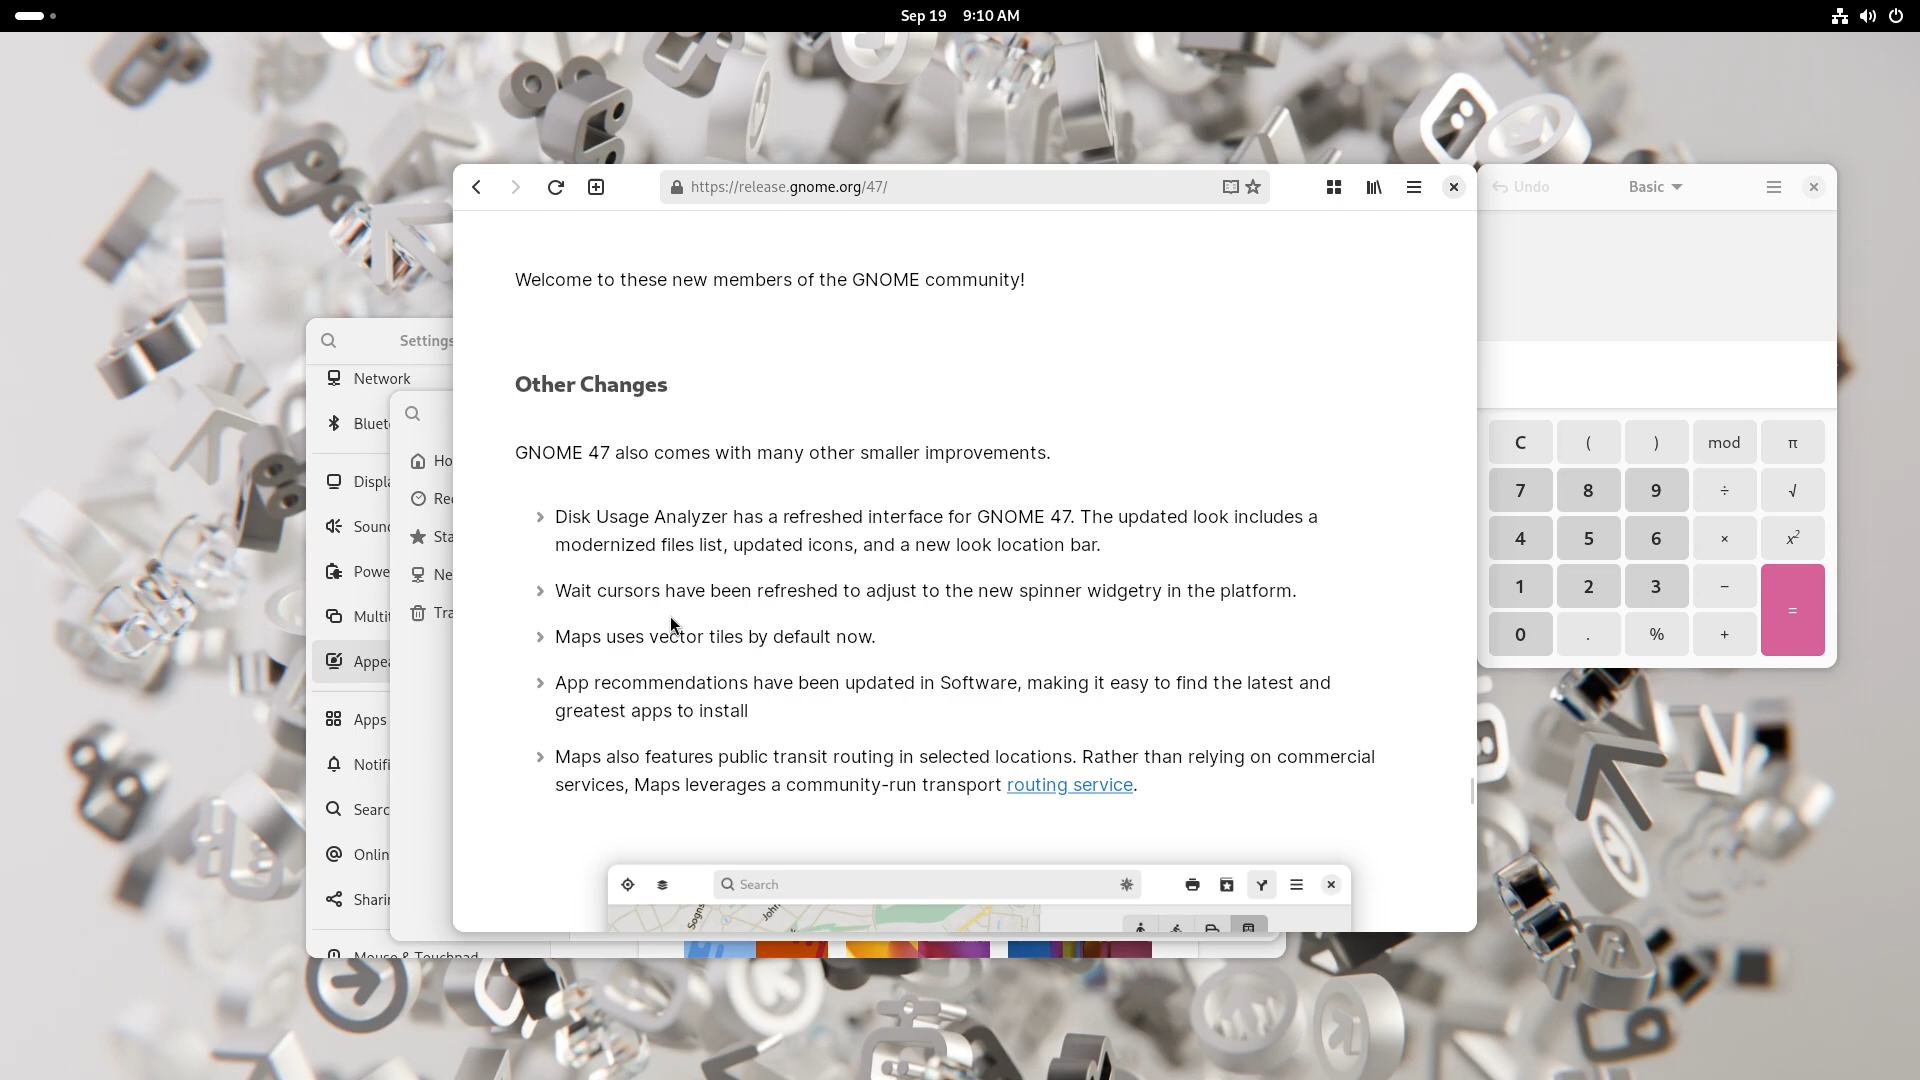 Sep 19 9:10 AM
https://release.gnome.org/47/
Welcome to these new members of the GNOME community!
Other Changes
GNOME 47 also comes with many other smaller improvements.
Disk Usage Analyzer has a refreshed interface for GNOME 47. The updated look includes a
modernized files list, updated icons, and a new look location bar.
Wait cursors have been refreshed to adjust to the new spinner widgetry in the platform.
Maps uses vector tiles by default now.
App recommendations have been updated in Software, making it easy to find the latest and
greatest apps to install
Maps also features public transit routing in selected locations. Rather than relying on commercial
services, Maps leverages a community-run transport routing service.
Search
Sogns
John
Settings
Network
Bluet
Displa
Sound
Powe
Multit
Appea
Apps
Notifi
Searc
Onlin
Sharin
Mouse & Touchpad
Ho
Rec
Sta
Ne
Tra
Undo Basic
C ( ) mod π
7 8 9 ÷ √
4 5 6 × x²
1 2 3 − =
0 . % +